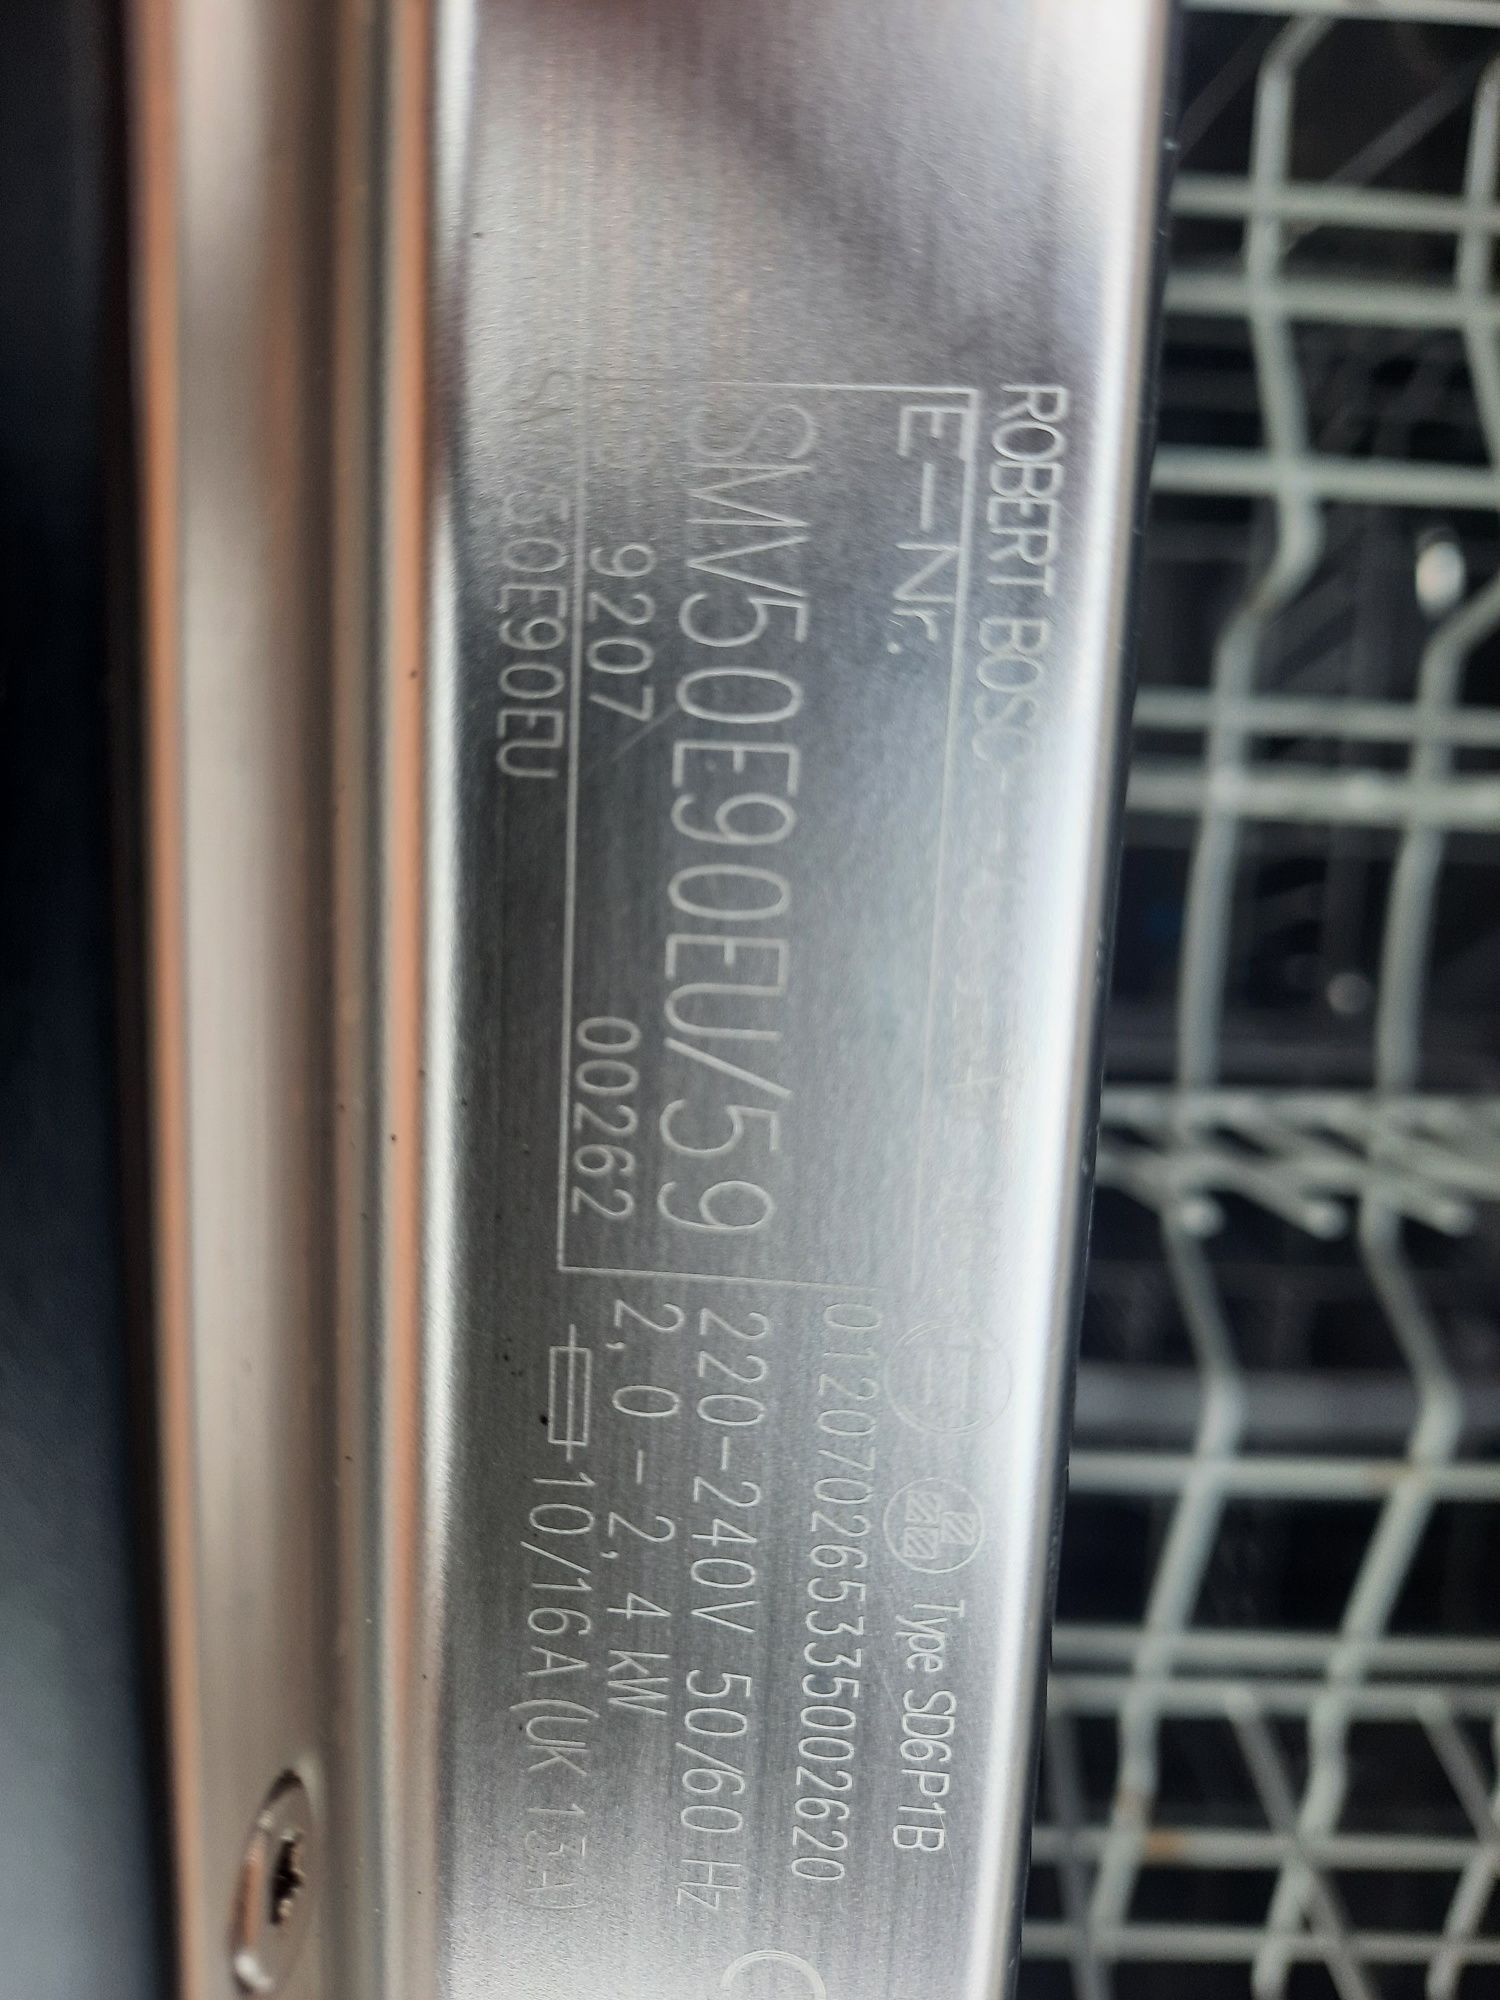 ROBERT BOSC
E-Nr.
SMV50E90EU/59
9207 00262
SMV50E90EU
Type SD6P1B
012070265335002620
220-240V 50/60 Hz
2,0-2,4 kW
10/16A (UK 13A)